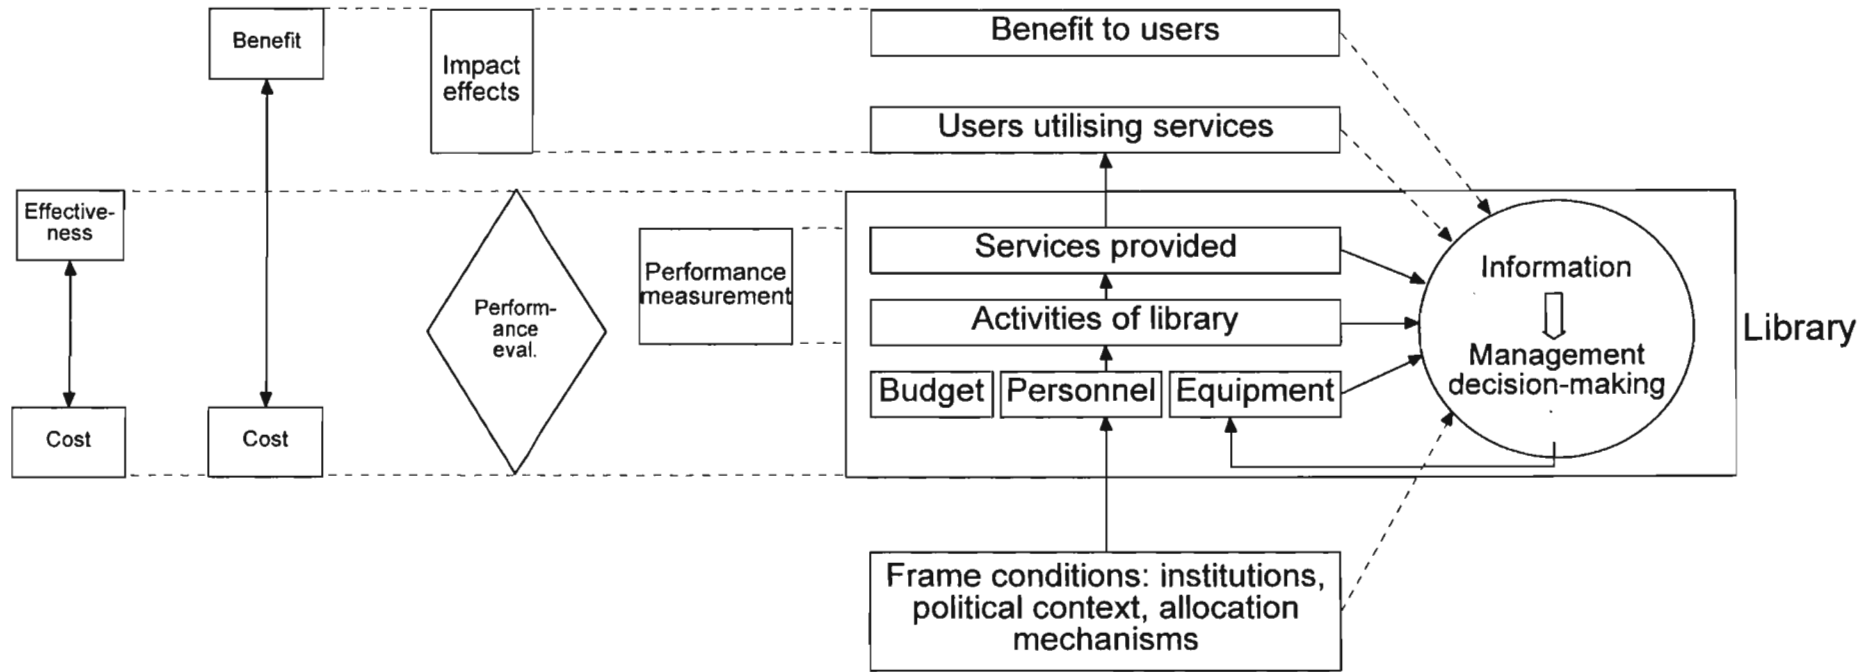 Benefit
Impact
effects
Benefit to users
Users utilising services
Effective-
ness
Perform-
ance
eval.
Performance
measurement
Services provided
Activities of library
Budget
Personnel
Equipment
Information
Management
decision-making
Library
Cost
Cost
Frame conditions: institutions,
political context, allocation
mechanisms